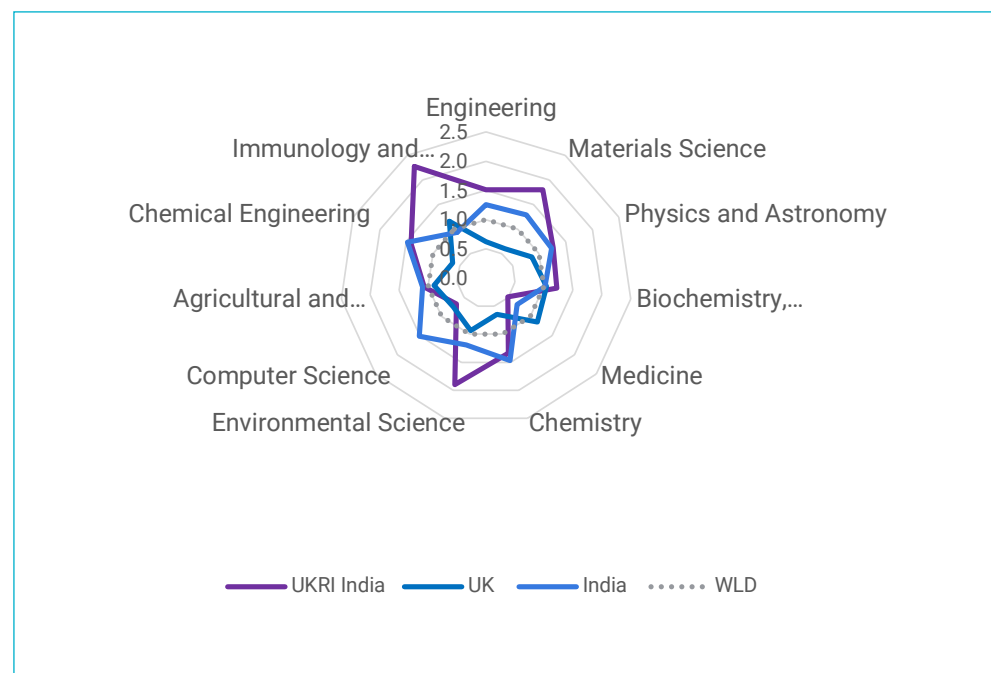 Engineering
2.5
Immunology and...
Materials Science
2.0
1.5
Chemical Engineering
Physics and Astronomy
1.0
0.5
0.0
Agricultural and...
Biochemistry,...
Computer Science
Medicine
Environmental Science
Chemistry
UKRI India
UK
India
WLD